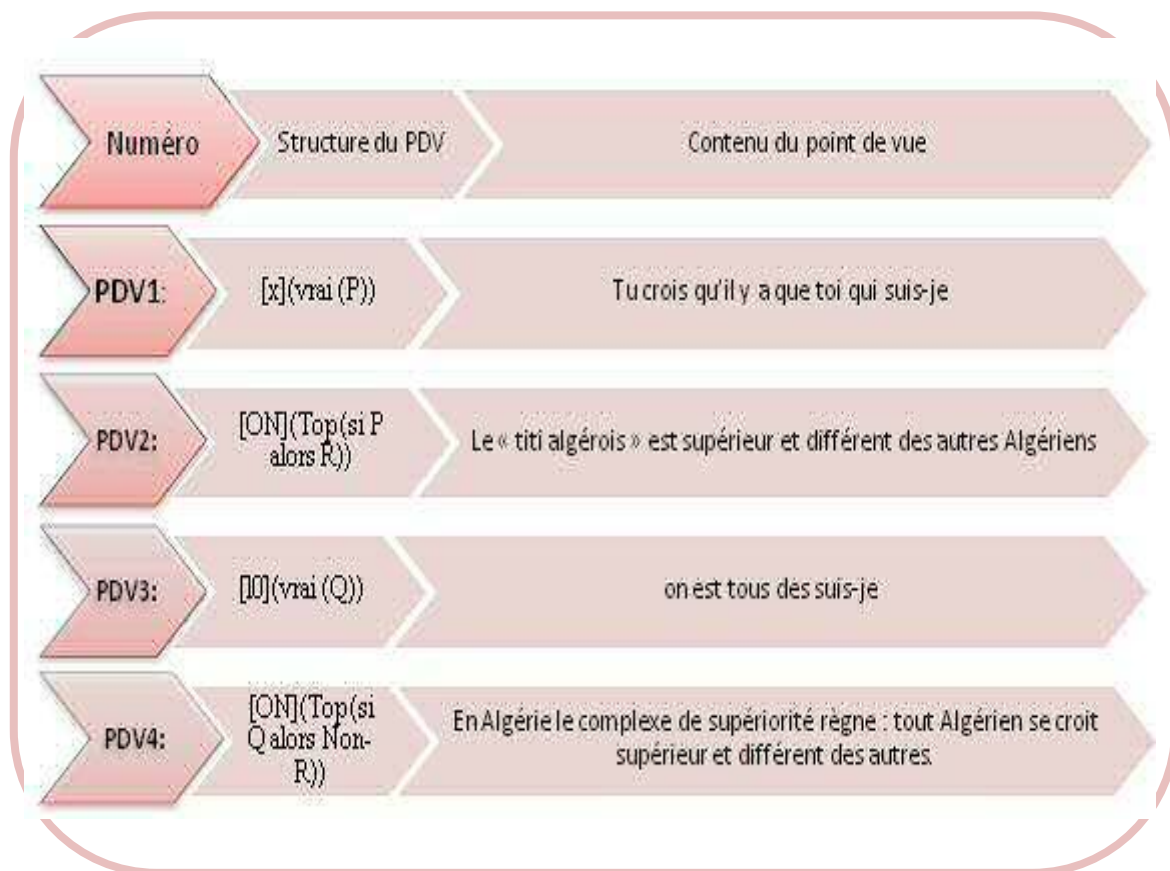 Numéro
Structure du PDV
Contenu du point de vue
PDV1:
[x](vrai (P))
Tu crois qu'il y a que toi qui suis-je
PDV2:
[ON](Top(si P
alors R))
Le « titi algérois » est supérieur et différent des autres Algériens
PDV3:
[l0](vrai (Q))
on est tous des suis-je
PDV4:
[ON](Top(si
Q alors Non-
R))
En Algérie le complexe de supériorité règne : tout Algérien se croit
supérieur et différent des autres.